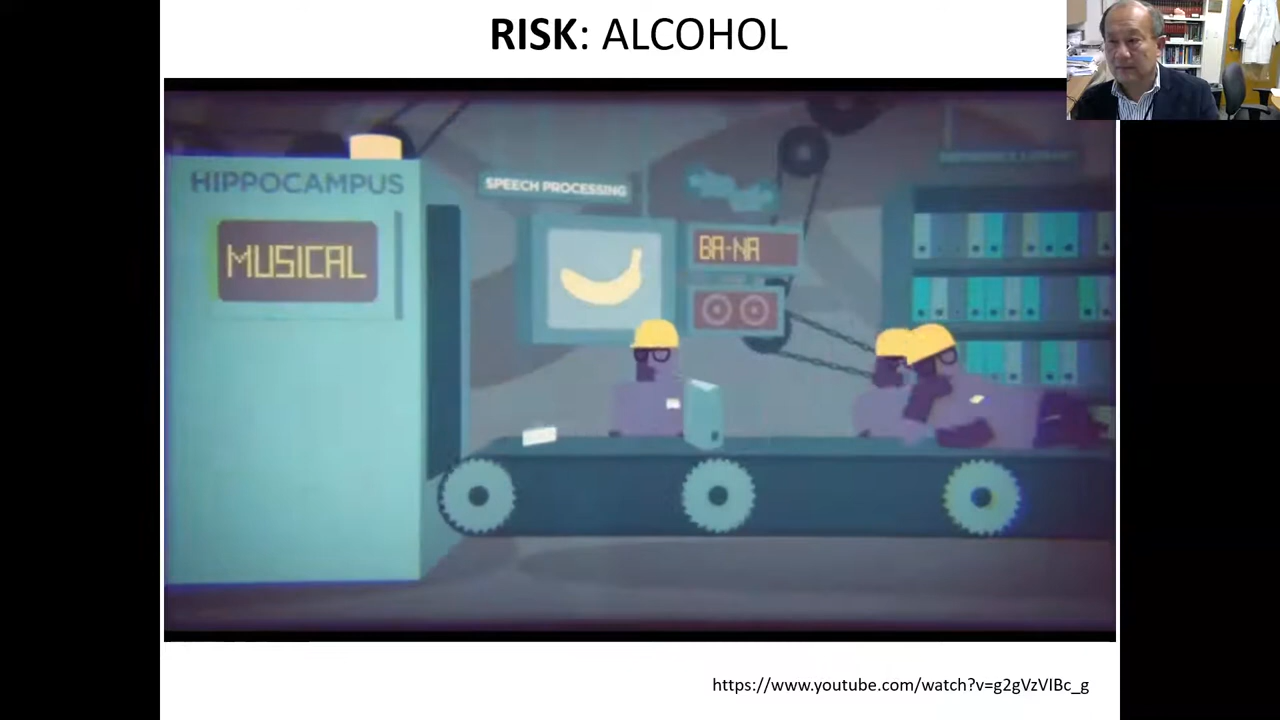 RISK: ALCOHOL
HIPPOCAMPUS
MUSICAL
SPEECH PROCESSING
BA-NA
https://www.youtube.com/watch?v=g2gVzVIBc_g